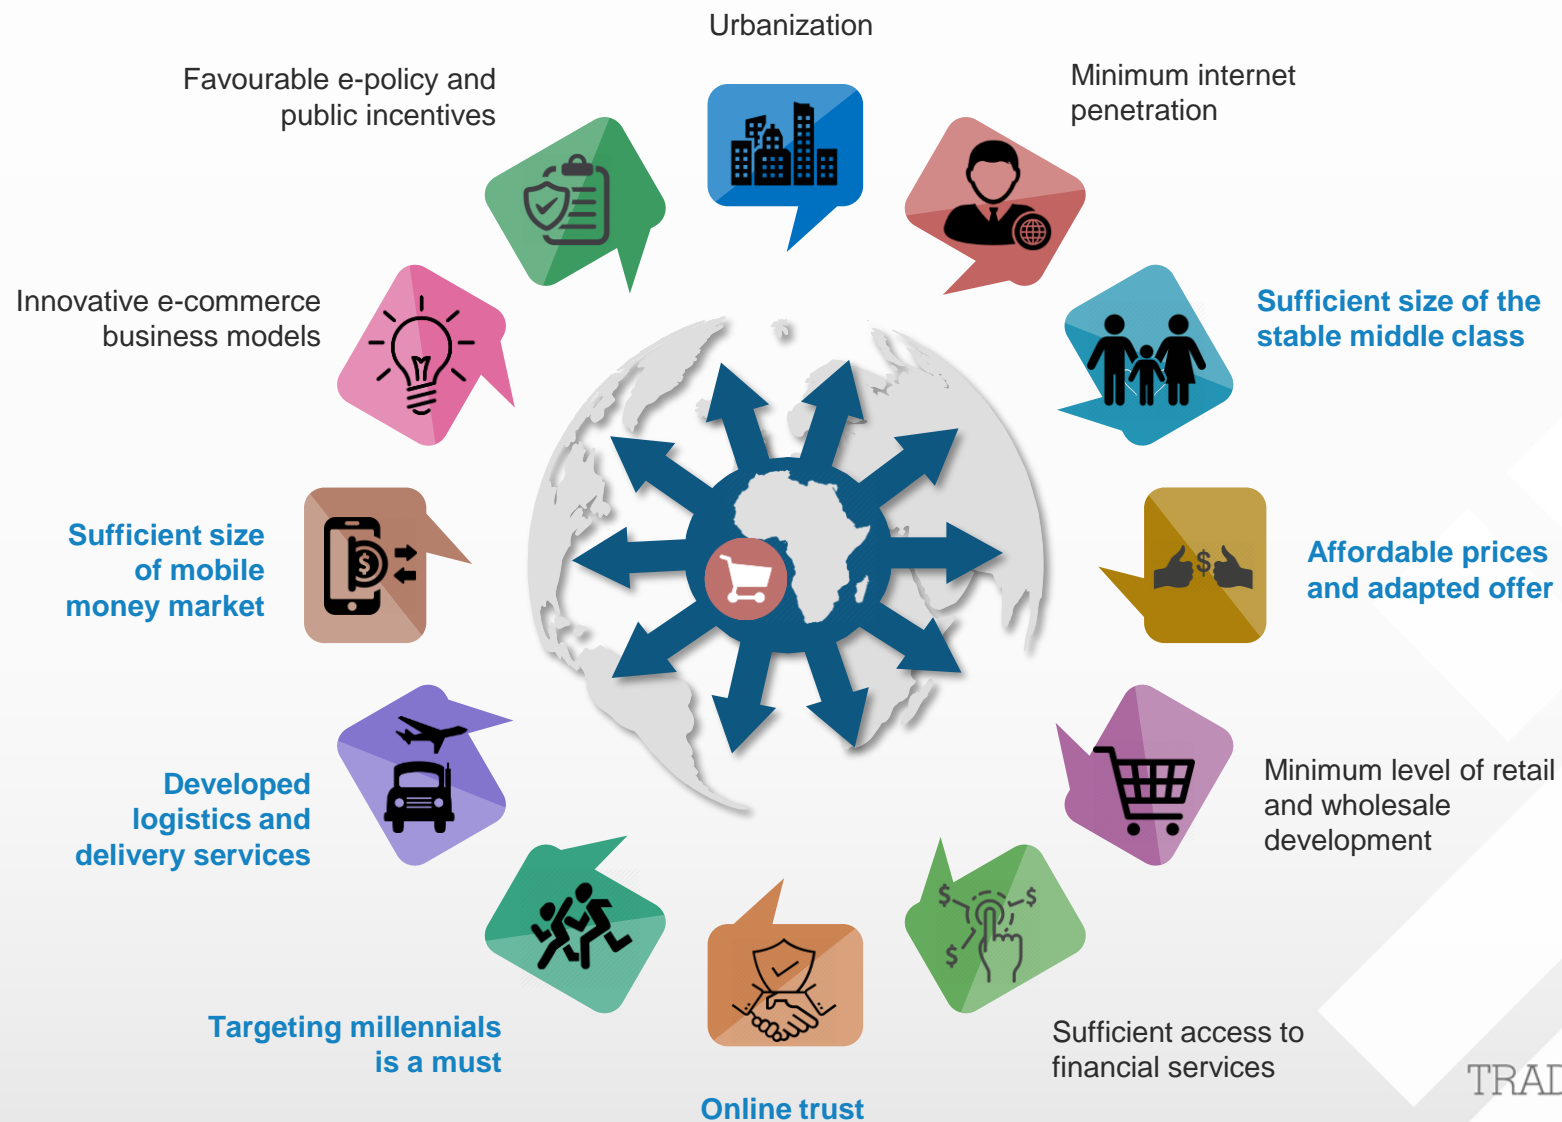 Urbanization
Favourable e-policy and
public incentives
Minimum internet
penetration
Innovative e-commerce
business models
Sufficient size of the
stable middle class
Sufficient size
of mobile
money market
Affordable prices
and adapted offer
Developed
logistics and
delivery services
Minimum level of retail
and wholesale
development
Targeting millennials
is a must
Sufficient access to
financial services
Online trust
TRAD